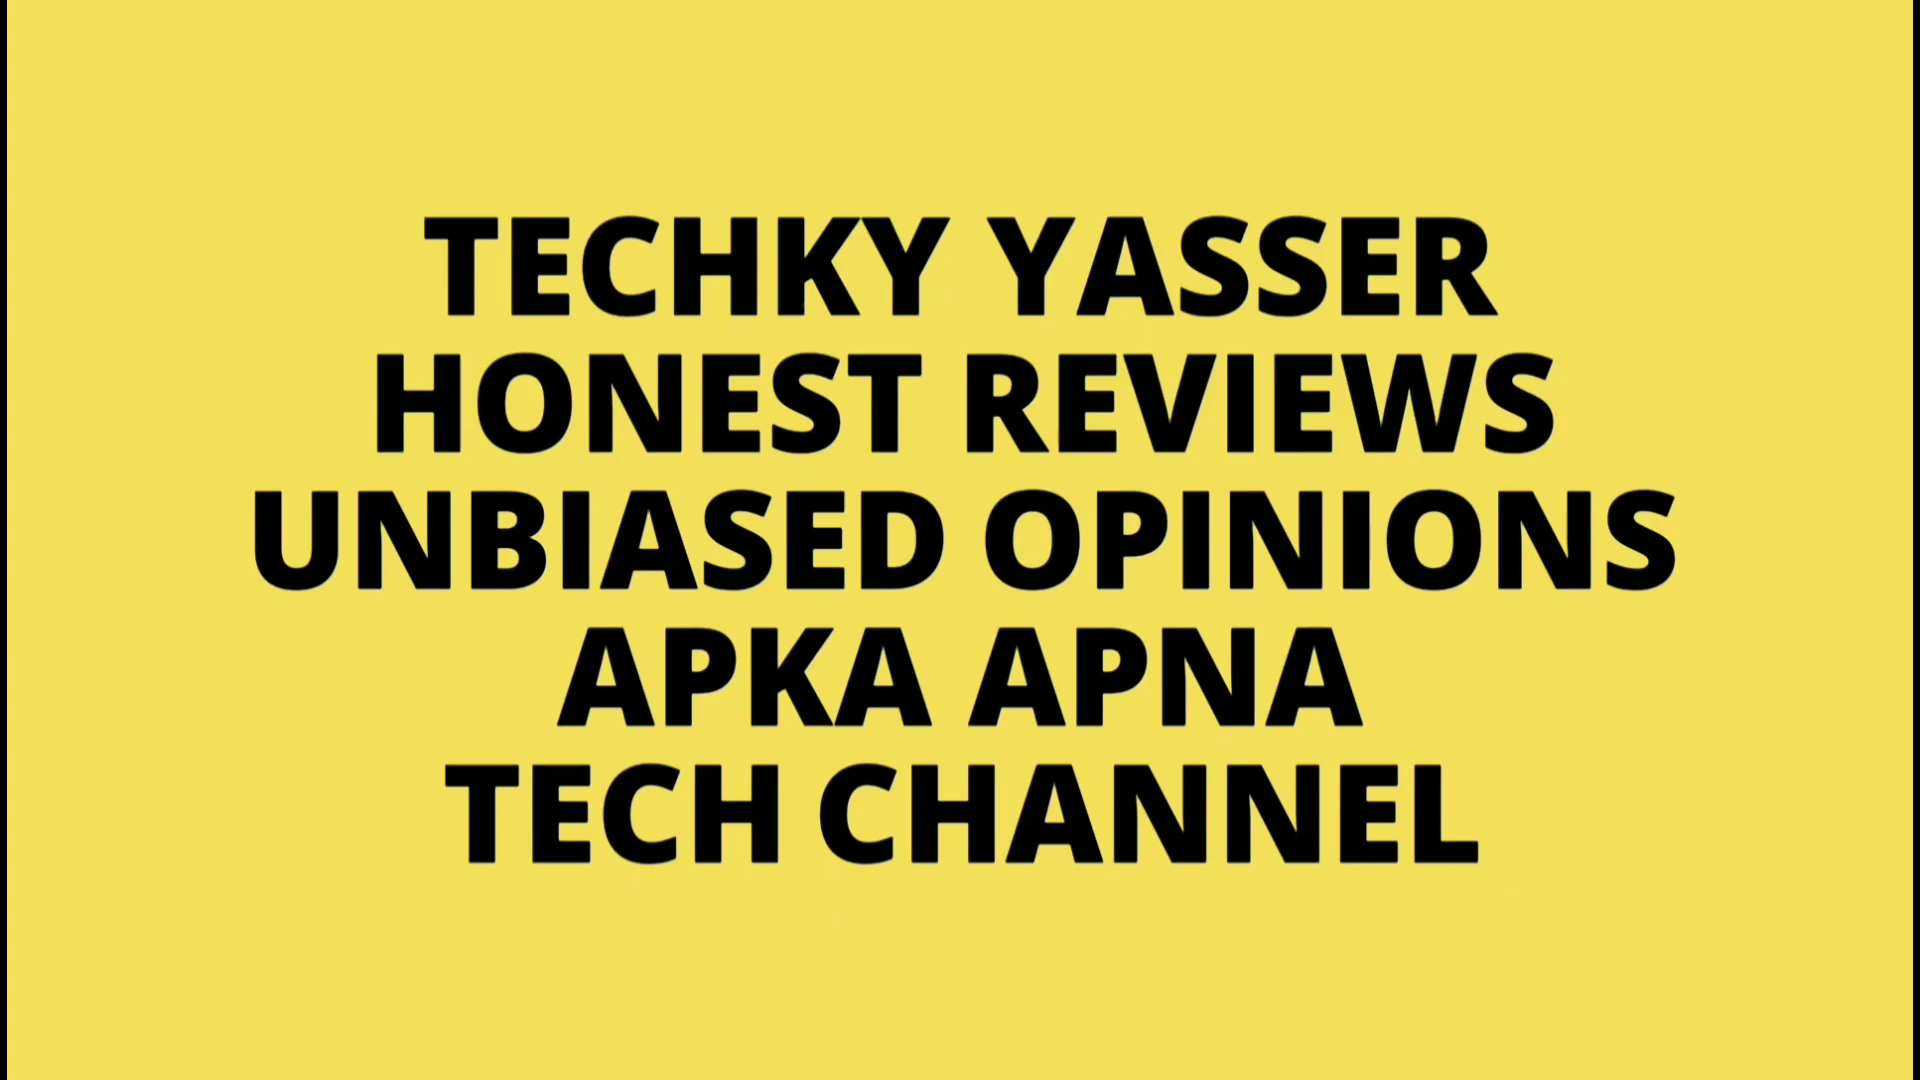 TECHKY YASSER
HONEST REVIEWS
UNBIASED OPINIONS
APKA APNA
TECH CHANNEL